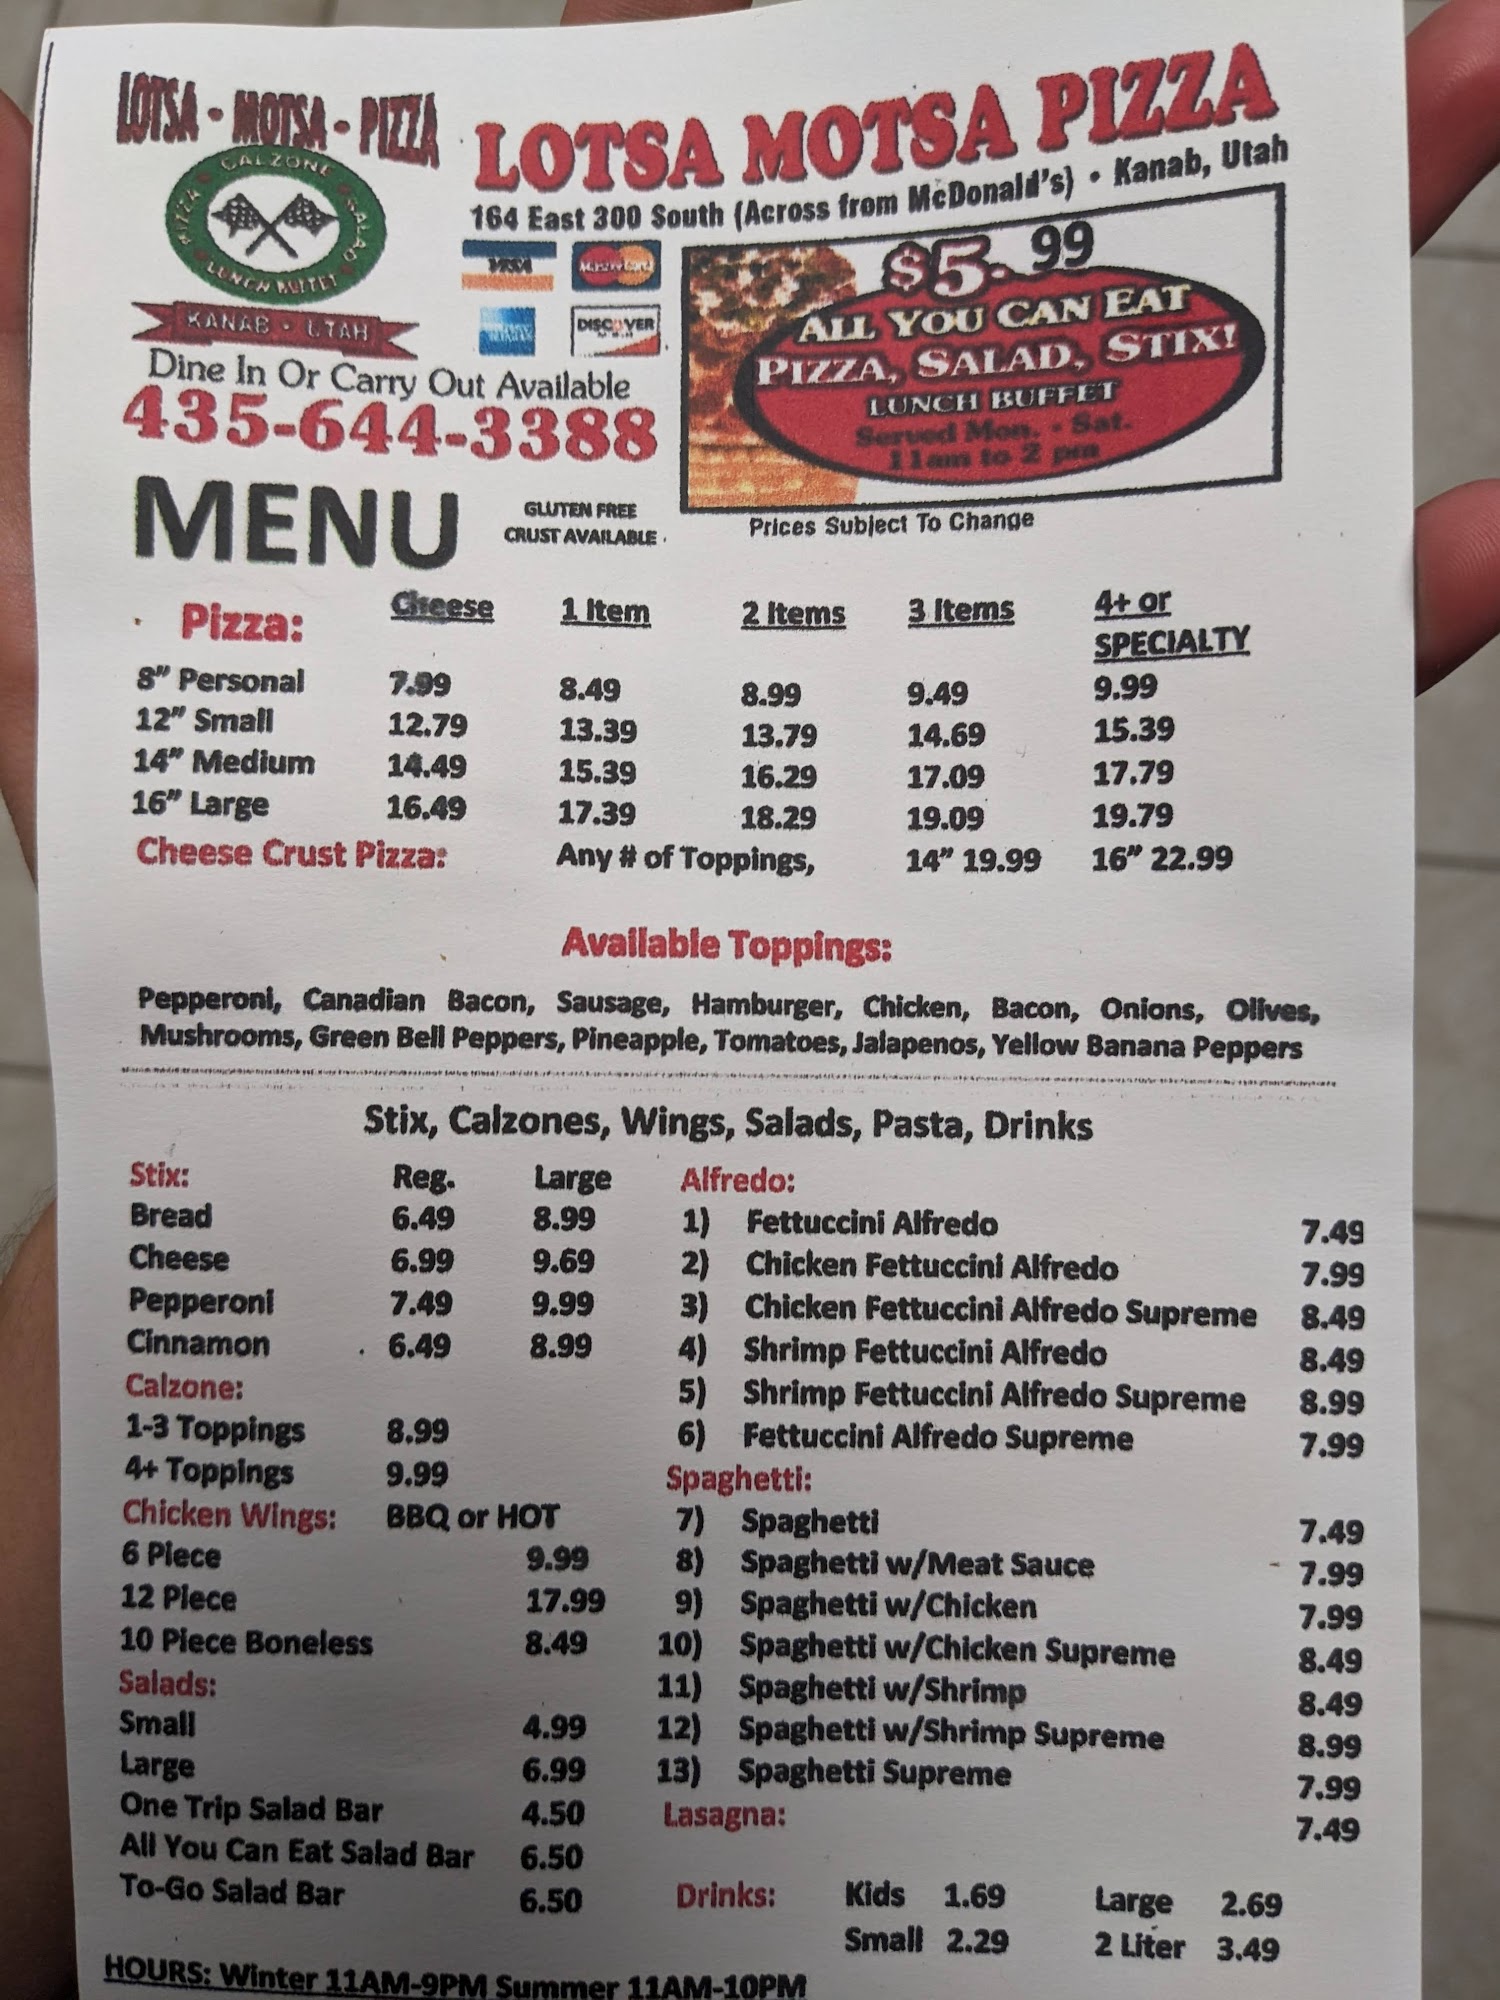 LOTSA - MOTSA - PIZZA
PIZZA CALZONE SALAD
LUNCH BUFFET
KANAB • UTAH
LOTSA MOTSA PIZZA
164 East 300 South (Across from McDonald's) • Kanab, Utah
VISA MasterCard
DISCOVER
Dine In Or Carry Out Available
435-644-3388
$5.99
ALL YOU CAN EAT
PIZZA, SALAD, STIX!
LUNCH BUFFET
Served Mon. - Sat.
11am to 2 pm
MENU
GLUTEN FREE
CRUST AVAILABLE
Prices Subject To Change
Pizza: Cheese 1 Item 2 Items 3 Items 4+ or
SPECIALTY
8" Personal 7.99 8.49 8.99 9.49 9.99
12" Small 12.79 13.39 13.79 14.69 15.39
14" Medium 14.49 15.39 16.29 17.09 17.79
16" Large 16.49 17.39 18.29 19.09 19.79
Cheese Crust Pizza: Any # of Toppings, 14" 19.99 16" 22.99
Available Toppings:
Pepperoni, Canadian Bacon, Sausage, Hamburger, Chicken, Bacon, Onions, Olives,
Mushrooms, Green Bell Peppers, Pineapple, Tomatoes, Jalapenos, Yellow Banana Peppers
Stix, Calzones, Wings, Salads, Pasta, Drinks
Stix: Reg. Large
Bread 6.49 8.99
Cheese 6.99 9.69
Pepperoni 7.49 9.99
Cinnamon 6.49 8.99
Calzone:
1-3 Toppings 8.99
4+ Toppings 9.99
Chicken Wings: BBQ or HOT
6 Piece 9.99
12 Piece 17.99
10 Piece Boneless 8.49
Salads:
Small 4.99
Large 6.99
One Trip Salad Bar 4.50
All You Can Eat Salad Bar 6.50
To-Go Salad Bar 6.50
Alfredo:
1) Fettuccini Alfredo 7.49
2) Chicken Fettuccini Alfredo 7.99
3) Chicken Fettuccini Alfredo Supreme 8.49
4) Shrimp Fettuccini Alfredo 8.49
5) Shrimp Fettuccini Alfredo Supreme 8.99
6) Fettuccini Alfredo Supreme 7.99
Spaghetti:
7) Spaghetti 7.49
8) Spaghetti w/Meat Sauce 7.99
9) Spaghetti w/Chicken 7.99
10) Spaghetti w/Chicken Supreme 8.49
11) Spaghetti w/Shrimp 8.49
12) Spaghetti w/Shrimp Supreme 8.99
13) Spaghetti Supreme 7.99
Lasagna: 7.49
Drinks: Kids 1.69 Large 2.69
Small 2.29 2 Liter 3.49
HOURS: Winter 11AM-9PM Summer 11AM-10PM